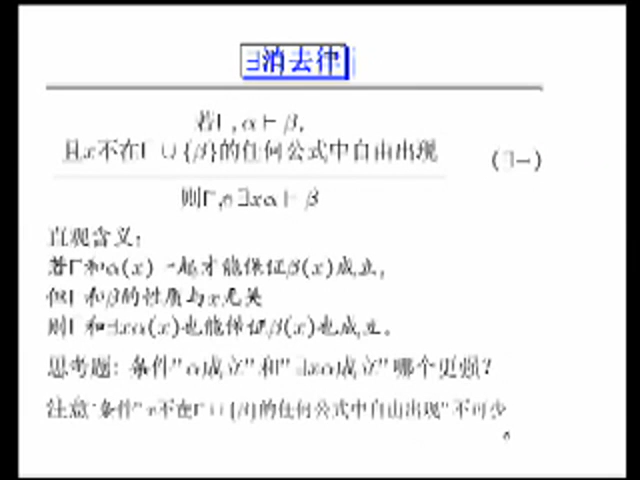 ∃消去律
若Γ,α⊢β,
且x不在Γ∪{β}的任何公式中自由出现
(∃−)
则Γ,∃xα⊢β
直观含义:
若Γ和α(x)一起才能保证β(x)成立,
但Γ和β的性质与x无关
则Γ和∃xα(x)也能保证β(x)也成立。
思考题: 条件"α成立"和"∃xα成立"哪个更强?
注意 条件"x不在Γ∪{β}的任何公式中自由出现"不可少